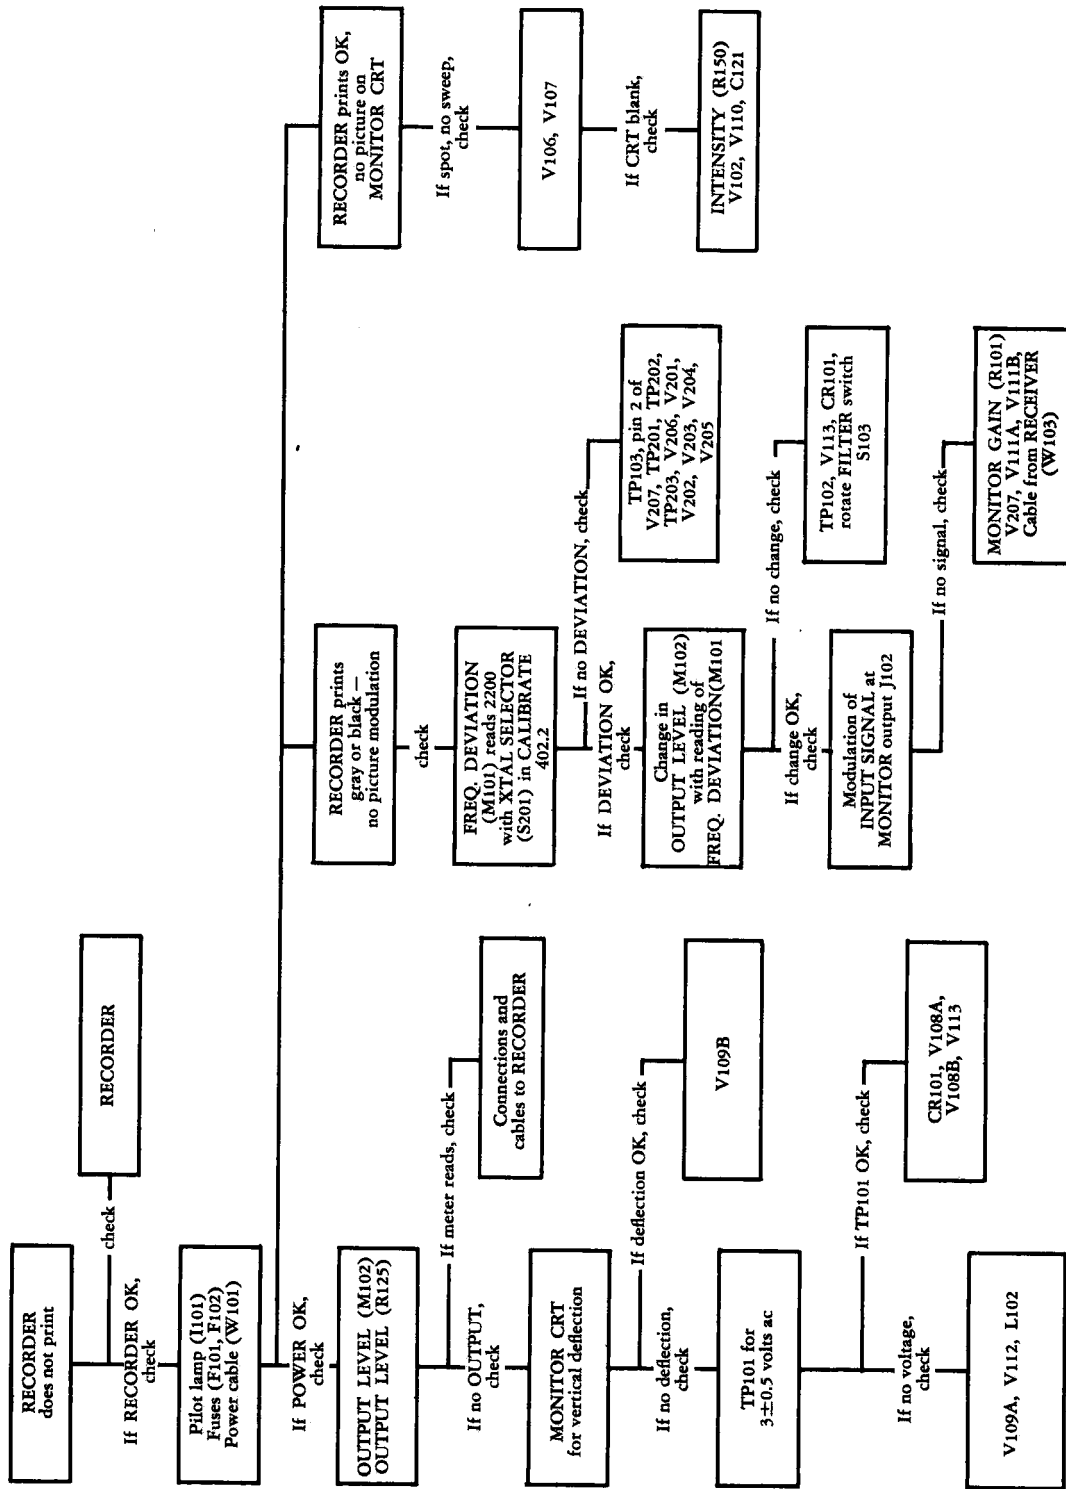 RECORDER
does not print
check
RECORDER
If RECORDER OK,
check
Pilot lamp (I101)
Fuses (F101, F102)
Power cable (W101)
If POWER OK,
check
OUTPUT LEVEL (M102)
OUTPUT LEVEL (R125)
If meter reads, check
Connections and
cables to RECORDER
If no OUTPUT,
check
MONITOR CRT
for vertical deflection
If deflection OK, check
V109B
If no deflection,
check
TP101 for
3±0.5 volts ac
If TP101 OK, check
CR101, V108A,
V108B, V113
If no voltage,
check
V109A, V112, L102
RECORDER prints
gray or black —
no picture modulation
check
FREQ. DEVIATION
(M101) reads 2200
with XTAL SELECTOR
(S201) in CALIBRATE
402.2
If no DEVIATION, check
TP103, pin 2 of
V207, TP201, TP202,
TP203, V206, V201,
V202, V203, V204,
V205
If DEVIATION OK,
check
Change in
OUTPUT LEVEL (M102)
with reading of
FREQ. DEVIATION(M101
If no change, check
TP102, V113, CR101,
rotate FILTER switch
S103
If change OK,
check
Modulation of
INPUT SIGNAL at
MONITOR output J102
If no signal, check
MONITOR GAIN (R101)
V207, V111A, V111B,
Cable from RECEIVER
(W103)
RECORDER prints OK,
no picture on
MONITOR CRT
If spot, no sweep,
check
V106, V107
If CRT blank,
check
INTENSITY (R150)
V102, V110, C121